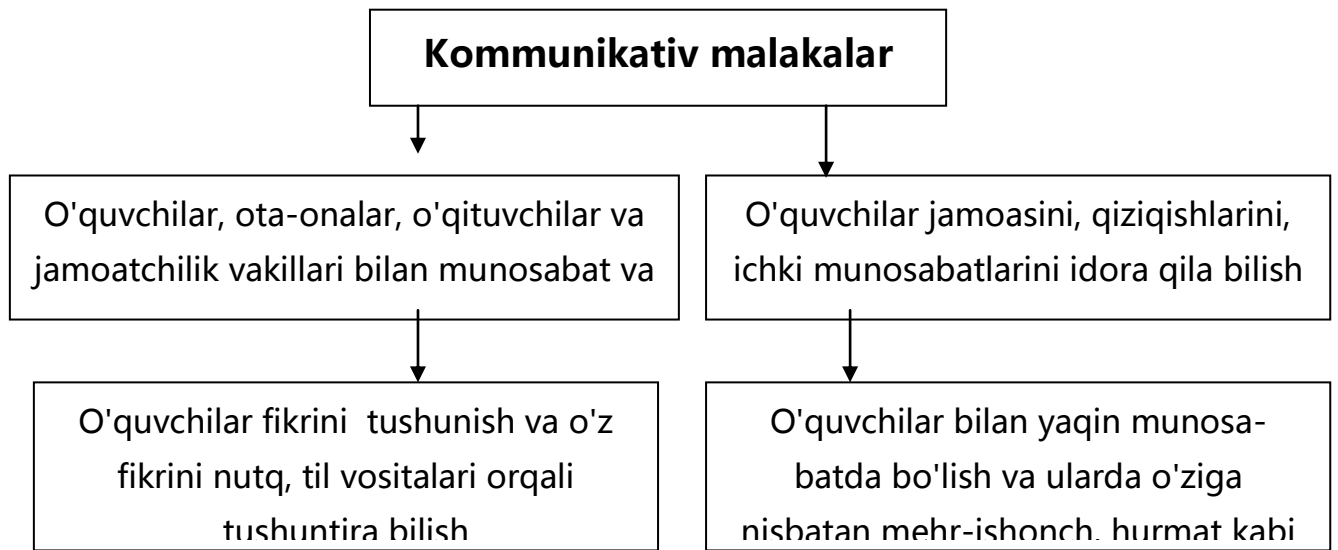 Kommunikativ malakalar
O'quvchilar, ota-onalar, o'qituvchilar va
jamoatchilik vakillari bilan munosabat va
O'quvchilar jamoasini, qiziqishlarini,
ichki munosabatlarini idora qila bilish
O'quvchilar fikrini tushunish va o'z
fikrini nutq, til vositalari orqali
tushuntira bilish
O'quvchilar bilan yaqin munosa-
batda bo'lish va ularda o'ziga
nisbatan mehr-ishonch, hurmat kabi